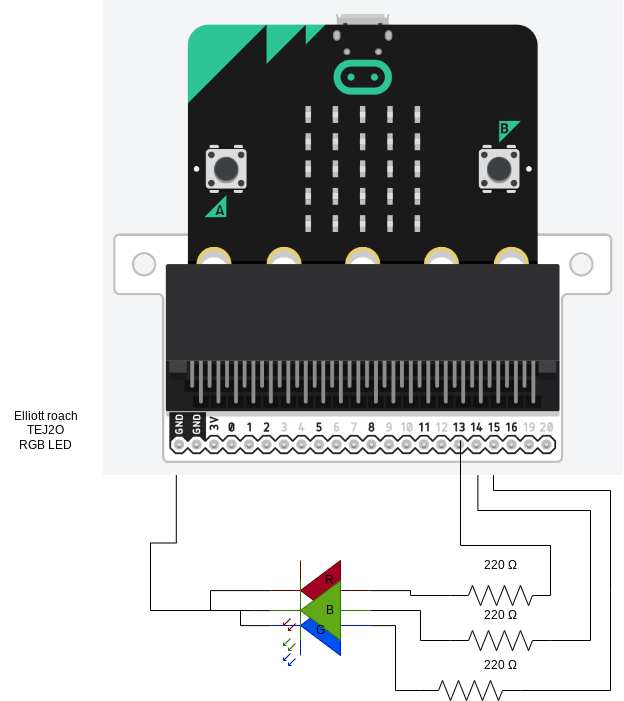 B
A
Elliott roach
TEJ2O
RGB LED
GND GND 3V 0 1 2 3 4 5 6 7 8 9 10 11 12 13 14 15 16 19 20
220 Ω
R
220 Ω
B
G
220 Ω